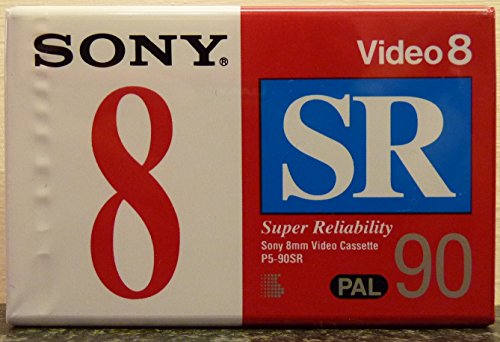 SONY®
8
Video 8
SR
Super Reliability
Sony 8mm Video Cassette
P5-90SR
PAL 90